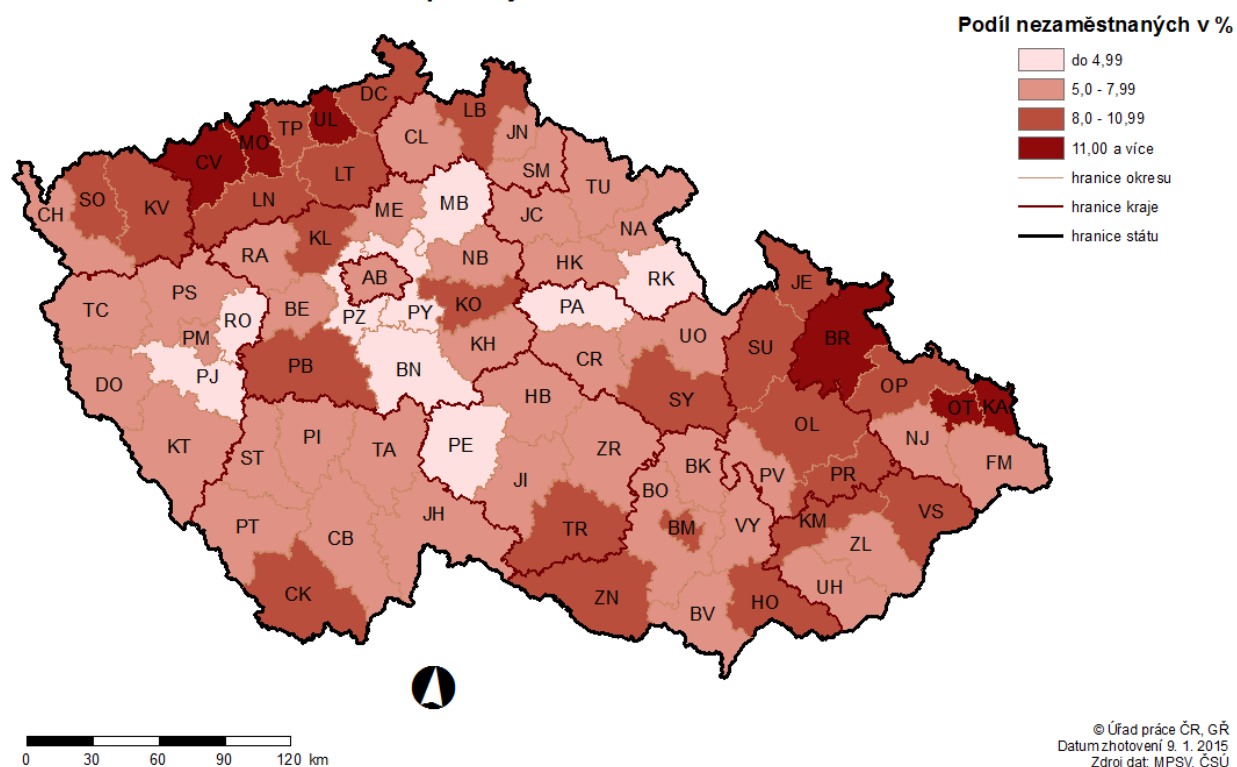 Podíl nezaměstnaných v %
do 4,99
5,0 - 7,99
8,0 - 10,99
11,00 a více
hranice okresu
hranice kraje
hranice státu
DC
LB
UL
TP
MO
CL
JN
CV
LT
SM
TU
SO
KV
LN
MB
CH
ME
JC
NA
KL
RA
NB
HK
AB
RK
JE
PS
KO
PA
TC
RO
BE
PZ
PY
PM
UO
SU
BR
KH
CR
PB
BN
PJ
DO
OP
SY
HB
OT
KA
OL
PI
NJ
KT
ST
TA
PE
ZR
FM
BK
PV
PR
JI
BO
JH
VS
PT
TR
BM
VY
KM
CB
ZL
UH
CK
ZN
BV
HO
0 30 60 90 120 km
© Úřad práce ČR, GŘ
Datum zhotovení 9. 1. 2015
Zdroj dat: MPSV, ČSÚ